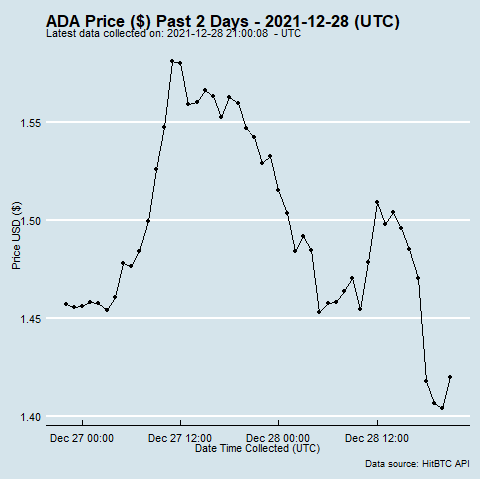 ADA Price ($) Past 2 Days - 2021-12-28 (UTC)
Latest data collected on: 2021-12-28 21:00:08 - UTC
1.55
1.50
1.45
1.40
Price USD ($)
Dec 27 00:00 Dec 27 12:00 Dec 28 00:00 Dec 28 12:00
Date Time Collected (UTC)
Data source: HitBTC API